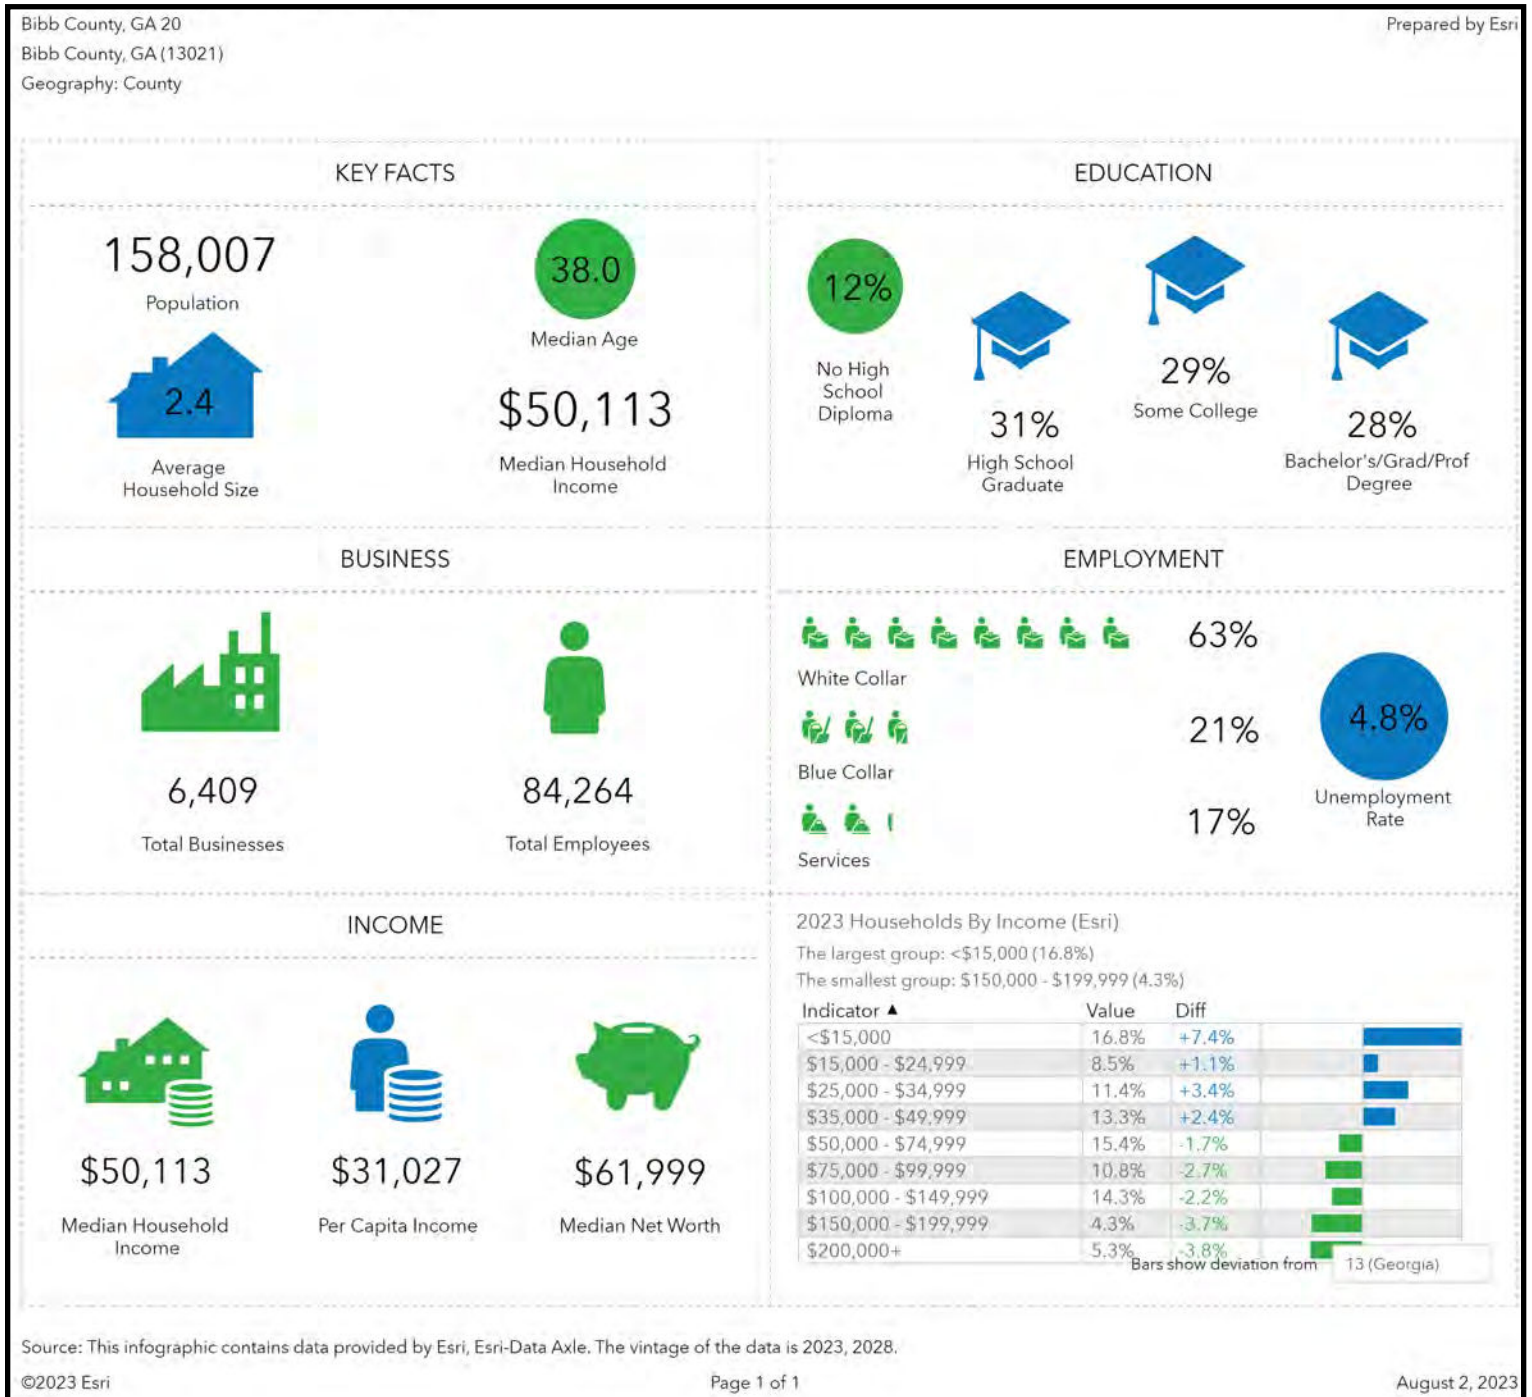 Bibb County, GA 20
Prepared by Esri
Bibb County, GA (13021)
Geography: County
KEY FACTS
158,007
Population
38.0
Median Age
2.4
Average
Household Size
$50,113
Median Household
Income
EDUCATION
12%
No High
School
Diploma
31%
High School
Graduate
29%
Some College
28%
Bachelor's/Grad/Prof
Degree
BUSINESS
6,409
Total Businesses
84,264
Total Employees
EMPLOYMENT
63%
White Collar
21%
Blue Collar
17%
Services
4.8%
Unemployment
Rate
INCOME
$50,113
Median Household
Income
$31,027
Per Capita Income
$61,999
Median Net Worth
2023 Households By Income (Esri)
The largest group: <$15,000 (16.8%)
The smallest group: $150,000 - $199,999 (4.3%)
Indicator ▲ Value Diff
<$15,000 16.8% +7.4%
$15,000 - $24,999 8.5% +1.1%
$25,000 - $34,999 11.4% +3.4%
$35,000 - $49,999 13.3% +2.4%
$50,000 - $74,999 15.4% -1.7%
$75,000 - $99,999 10.8% -2.7%
$100,000 - $149,999 14.3% -2.2%
$150,000 - $199,999 4.3% -3.7%
$200,000+ 5.3% -3.8%
Bars show deviation from 13 (Georgia)
Source: This infographic contains data provided by Esri, Esri-Data Axle. The vintage of the data is 2023, 2028.
©2023 Esri
Page 1 of 1
August 2, 2023